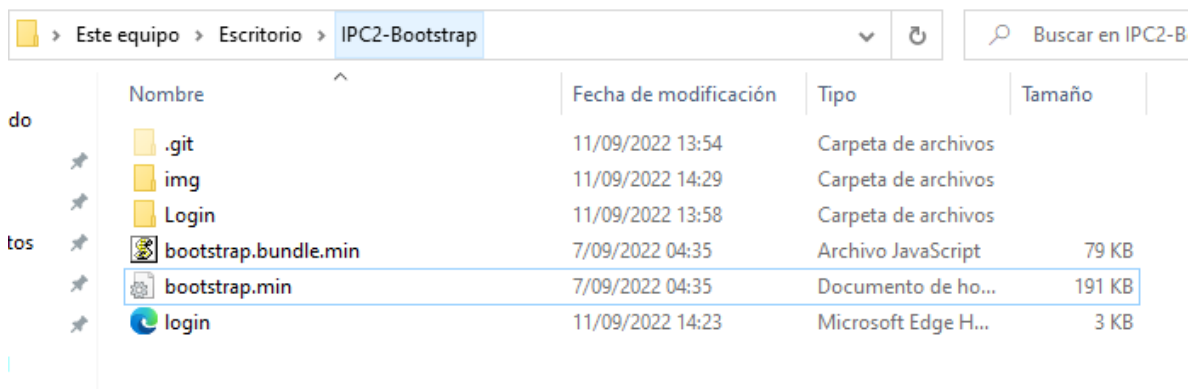 Este equipo > Escritorio > IPC2-Bootstrap Buscar en IPC2-B
Nombre Fecha de modificación Tipo Tamaño
do
.git 11/09/2022 13:54 Carpeta de archivos
img 11/09/2022 14:29 Carpeta de archivos
Login 11/09/2022 13:58 Carpeta de archivos
tos bootstrap.bundle.min 7/09/2022 04:35 Archivo JavaScript 79 KB
bootstrap.min 7/09/2022 04:35 Documento de ho... 191 KB
login 11/09/2022 14:23 Microsoft Edge H... 3 KB